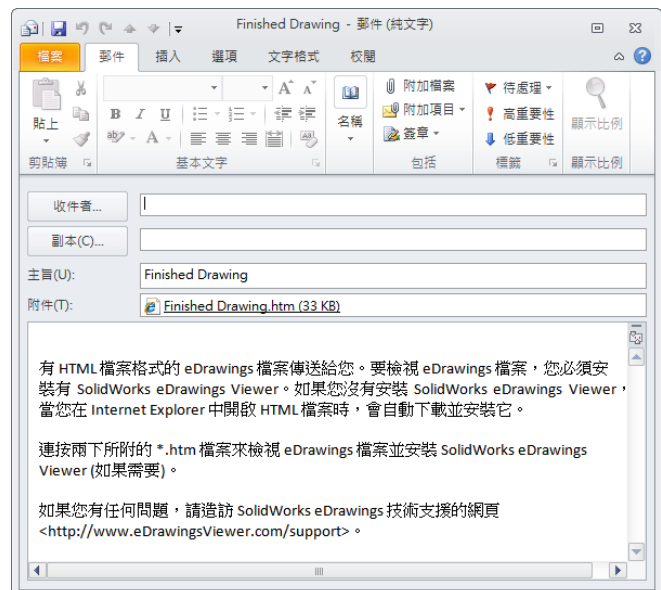 Finished Drawing - 郵件 (純文字)
檔案 郵件 插入 選項 文字格式 校閱
貼上
B I U
A
名稱
附加檔案
附加項目
簽章
待處理
高重要性
低重要性
顯示比例
剪貼簿 基本文字 包括 標籤 顯示比例
收件者...
副本(C)...
主旨(U): Finished Drawing
附件(T): Finished Drawing.htm (33 KB)
有 HTML 檔案格式的 eDrawings 檔案傳送給您。要檢視 eDrawings 檔案，您必須安
裝有 SolidWorks eDrawings Viewer。如果您沒有安裝 SolidWorks eDrawings Viewer，
當您在 Internet Explorer 中開啟 HTML 檔案時，會自動下載並安裝它。
連按兩下所附的 *.htm 檔案來檢視 eDrawings 檔案並安裝 SolidWorks eDrawings
Viewer (如果需要)。
如果您有任何問題，請造訪 SolidWorks eDrawings 技術支援的網頁
<http://www.eDrawingsViewer.com/support>。